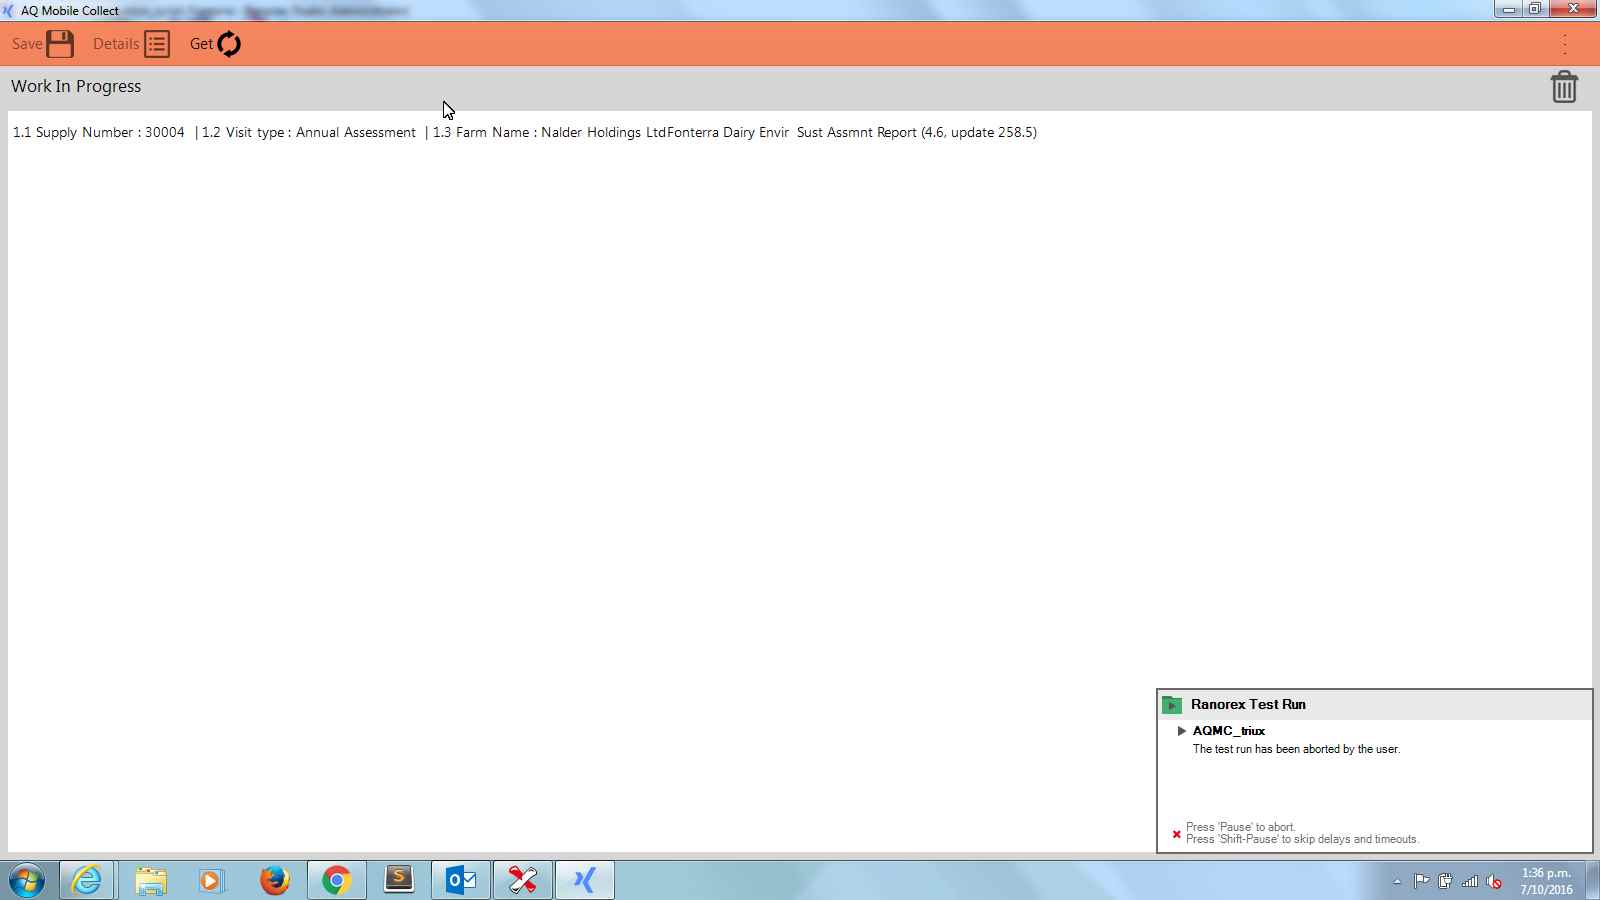 AQ Mobile Collect
Save Details Get
Work In Progress
1.1 Supply Number : 30004 | 1.2 Visit type : Annual Assessment | 1.3 Farm Name : Nalder Holdings LtdFonterra Dairy Envir Sust Assmnt Report (4.6, update 258.5)
Ranorex Test Run
AQMC_triux
The test run has been aborted by the user.
Press 'Pause' to abort.
Press 'Shift-Pause' to skip delays and timeouts.
1:36 p.m.
7/10/2016